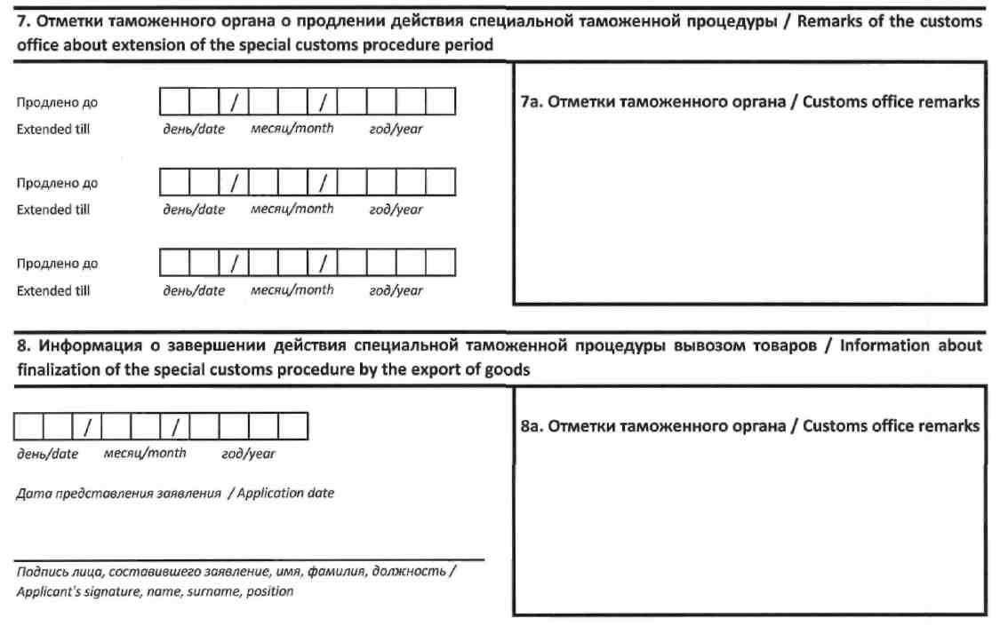 7. Отметки таможенного органа о продлении действия специальной таможенной процедуры / Remarks of the customs
office about extension of the special customs procedure period
7а. Отметки таможенного органа / Customs office remarks
Продлено до / /
Extended till день/date месяц/month год/year
Продлено до / /
Extended till день/date месяц/month год/year
Продлено до / /
Extended till день/date месяц/month год/year
8. Информация о завершении действия специальной таможенной процедуры вывозом товаров / Information about
finalization of the special customs procedure by the export of goods
8а. Отметки таможенного органа / Customs office remarks
/ /
день/date месяц/month год/year
Дата представления заявления / Application date
Подпись лица, составившего заявление, имя, фамилия, должность /
Applicant's signature, name, surname, position